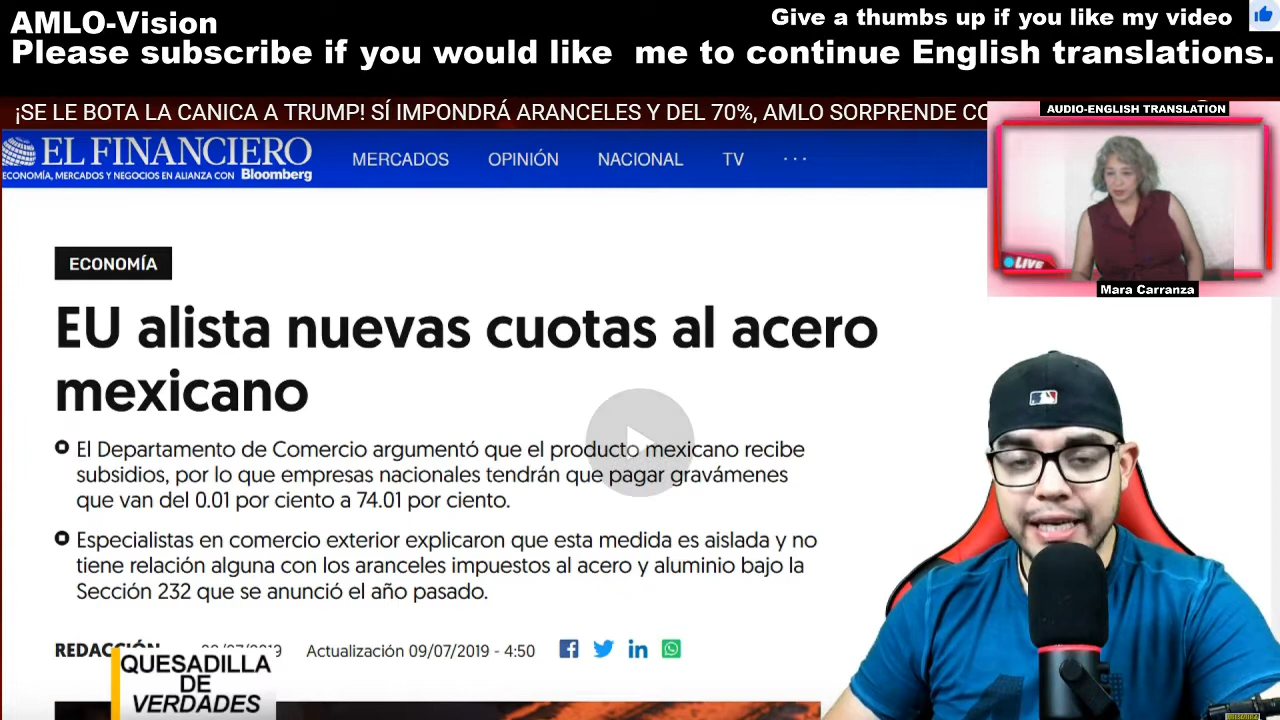 AMLO-Vision
Give a thumbs up if you like my video
Please subscribe if you would like me to continue English translations.
¡SE LE BOTA LA CANICA A TRUMP! SÍ IMPONDRÁ ARANCELES Y DEL 70%, AMLO SORPRENDE
AUDIO-ENGLISH TRANSLATION
EL FINANCIERO
ECONOMÍA, MERCADOS Y NEGOCIOS EN ALIANZA CON Bloomberg
MERCADOS OPINIÓN NACIONAL TV ...
LIVE
Mara Carranza
ECONOMÍA
EU alista nuevas cuotas al acero
mexicano
El Departamento de Comercio argumentó que el producto mexicano recibe
subsidios, por lo que empresas nacionales tendrán que pagar gravámenes
que van del 0.01 por ciento a 74.01 por ciento.
Especialistas en comercio exterior explicaron que esta medida es aislada y no
tiene relación alguna con los aranceles impuestos al acero y aluminio bajo la
Sección 232 que se anunció el año pasado.
REDACCIÓN Actualización 09/07/2019 - 4:50
QUESADILLA
DE
VERDADES